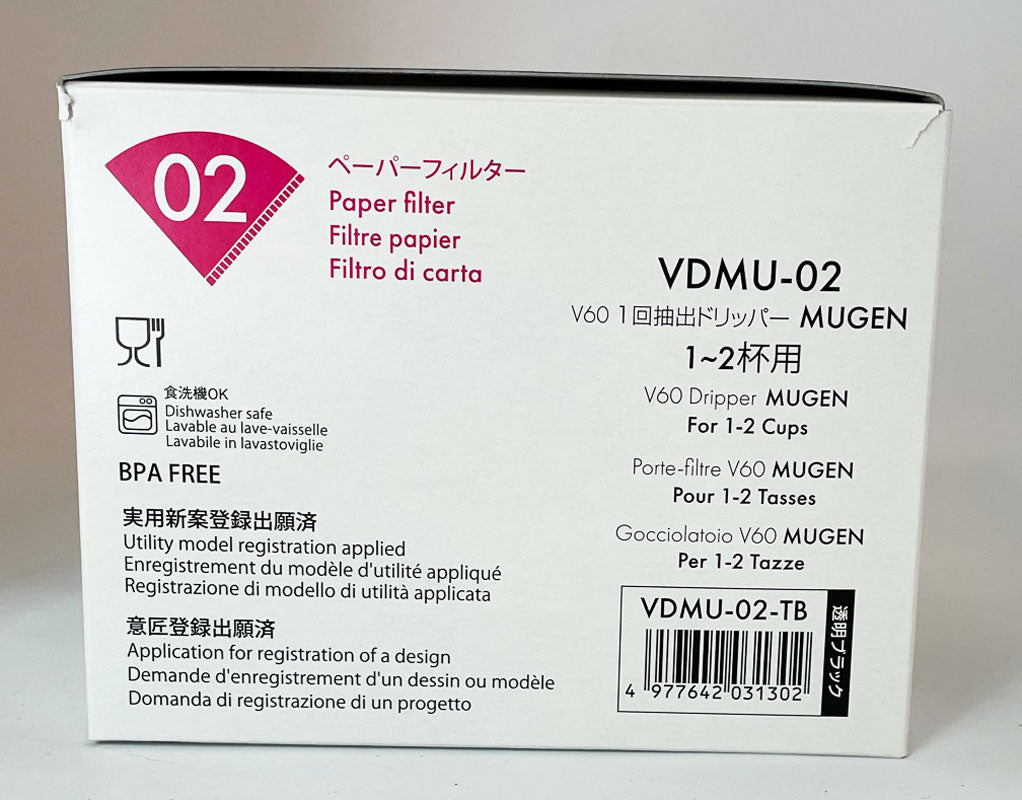 02
ペーパーフィルター
Paper filter
Filtre papier
Filtro di carta
食洗機OK
Dishwasher safe
Lavable au lave-vaisselle
Lavabile in lavastoviglie
BPA FREE
実用新案登録出願済
Utility model registration applied
Enregistrement du modèle d'utilité appliqué
Registrazione di modello di utilità applicata
意匠登録出願済
Application for registration of a design
Demande d'enregistrement d'un dessin ou modèle
Domanda di registrazione di un progetto
VDMU-02
V60 1回抽出ドリッパー MUGEN
1~2杯用
V60 Dripper MUGEN
For 1-2 Cups
Porte-filtre V60 MUGEN
Pour 1-2 Tasses
Gocciolatoio V60 MUGEN
Per 1-2 Tazze
VDMU-02-TB
4 977642 031302
透明ブラック